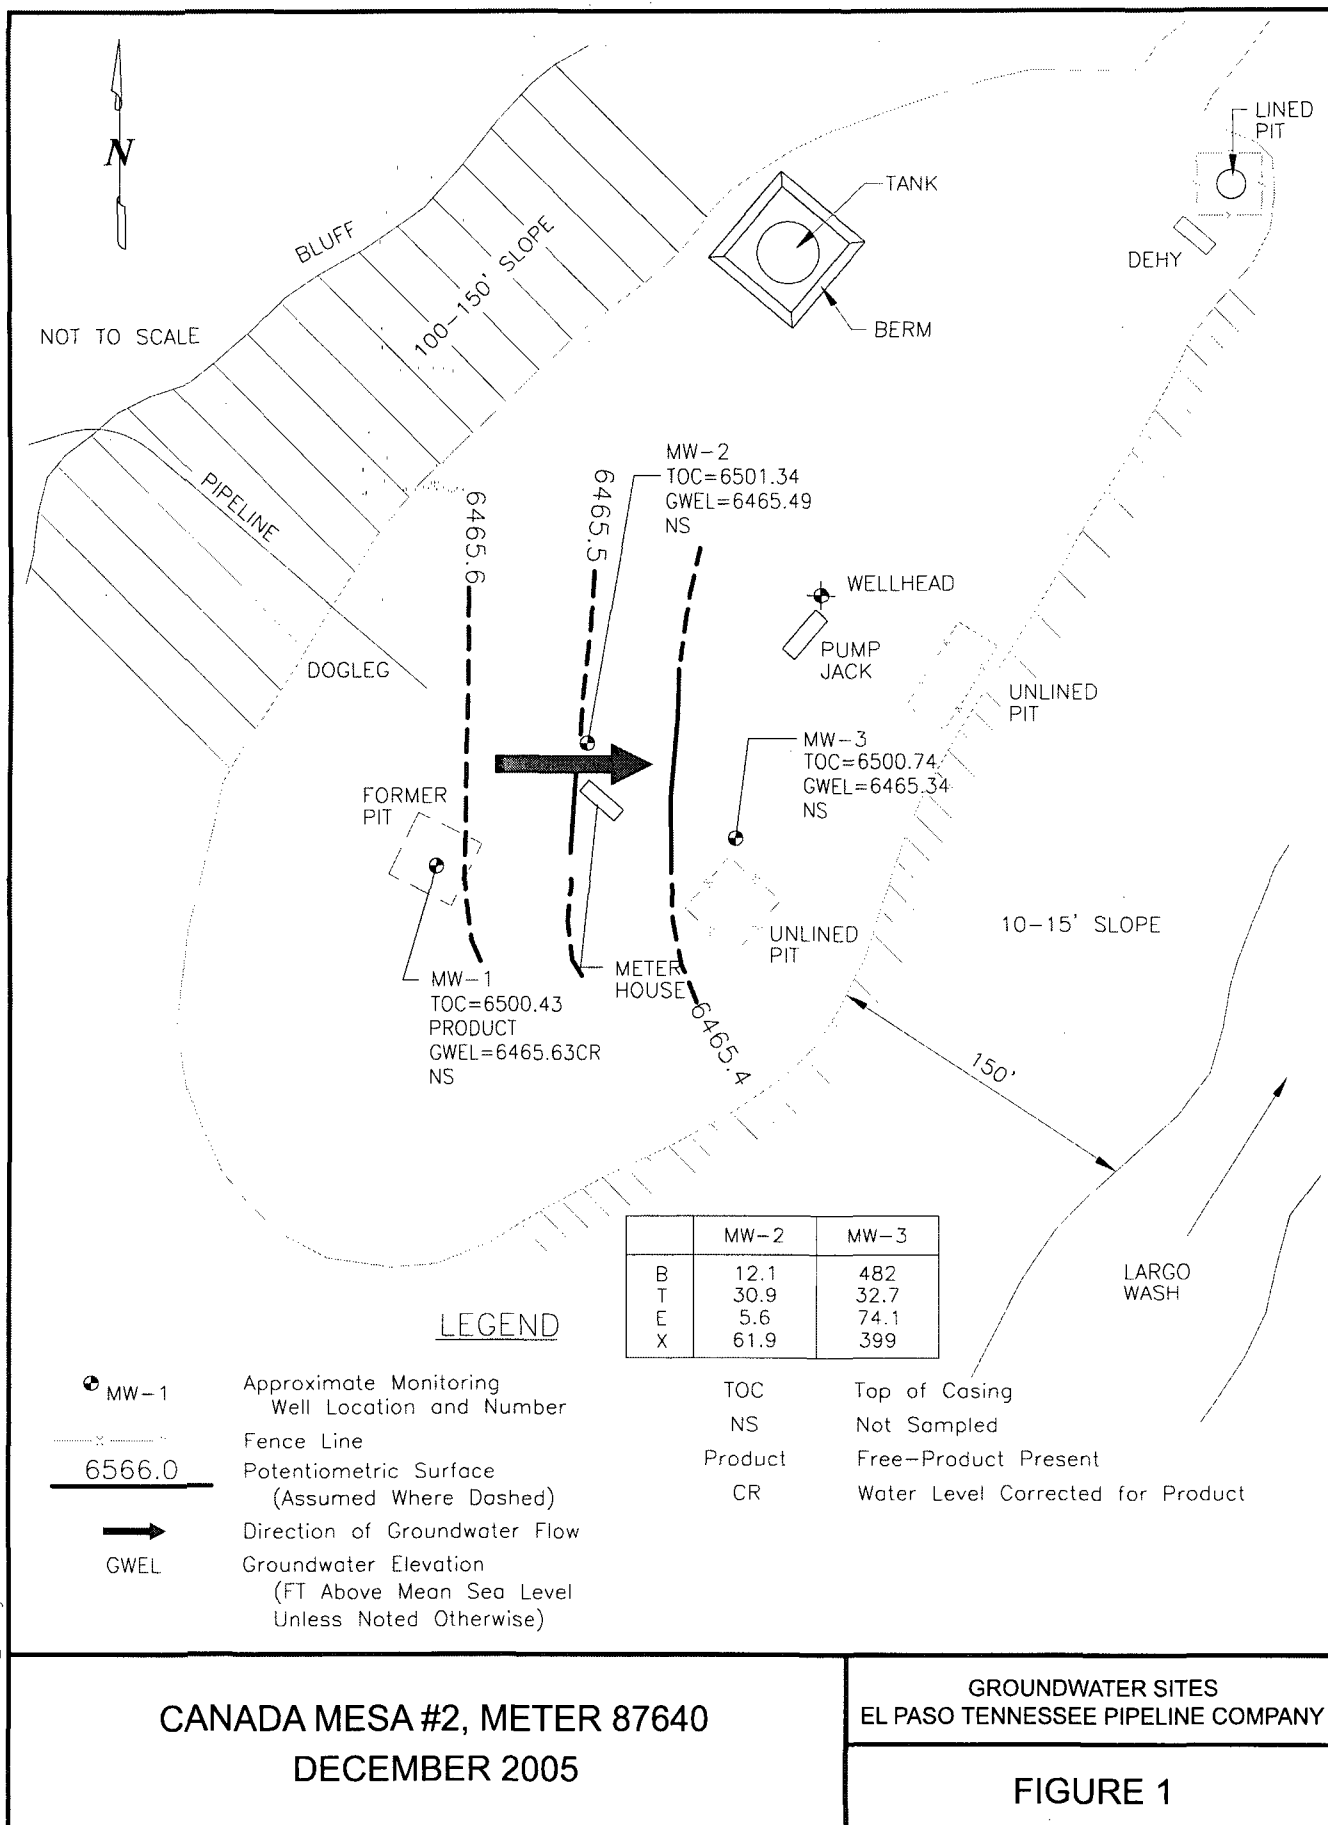 N
LINED
PIT
TANK
DEHY
BLUFF
100-150' SLOPE
BERM
NOT TO SCALE
MW-2
TOC=6501.34
GWEL=6465.49
NS
6465.6
6465.5
PIPELINE
WELLHEAD
PUMP
JACK
DOGLEG
UNLINED
PIT
MW-3
TOC=6500.74
GWEL=6465.34
NS
FORMER
PIT
10-15' SLOPE
UNLINED
PIT
METER
HOUSE
MW-1
TOC=6500.43
PRODUCT
GWEL=6465.63CR
NS
6465.4
150'
LARGO
WASH
MW-2 MW-3
B 12.1 482
T 30.9 32.7
E 5.6 74.1
X 61.9 399
LEGEND
MW-1 Approximate Monitoring
Well Location and Number
Fence Line
6566.0 Potentiometric Surface
(Assumed Where Dashed)
Direction of Groundwater Flow
GWEL Groundwater Elevation
(FT Above Mean Sea Level
Unless Noted Otherwise)
TOC Top of Casing
NS Not Sampled
Product Free-Product Present
CR Water Level Corrected for Product
CANADA MESA #2, METER 87640
DECEMBER 2005
GROUNDWATER SITES
EL PASO TENNESSEE PIPELINE COMPANY
FIGURE 1